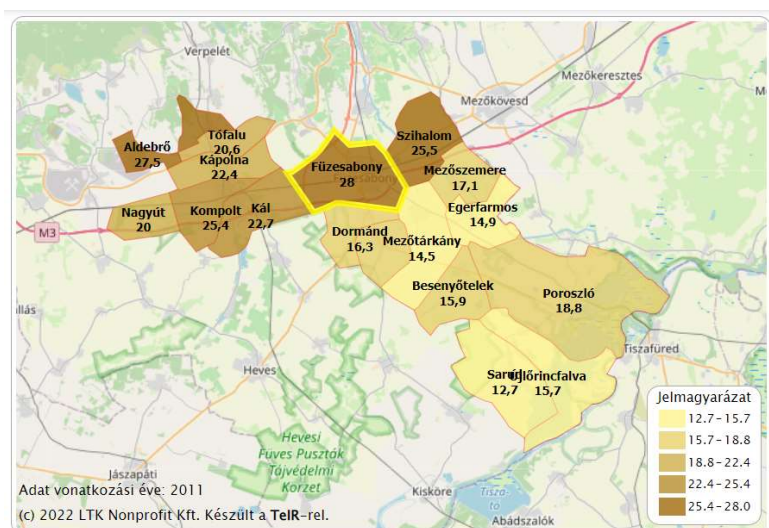 Verpelét
Mezőkeresztes
Mezőkövesd
Tófalu
20,6
Aldebrő
27,5
Kápolna
22,4
Szihalom
25,5
Füzesabony
28
Mezőszemere
17,1
Nagyút
20
Kompolt
25,4
Kál
22,7
Egerfarmos
14,9
M3
Dormánd
16,3
Mezőtárkány
14,5
Besenyőtelek
15,9
Poroszló
18,8
Tiszafüred
Heves
Sarud
12,7
Újlőrincfalva
15,7
Jelmagyarázat
12.7-15.7
15.7-18.8
18.8-22.4
22.4-25.4
25.4-28.0
Hevesi
Füves Puszták
Tájvédelmi
Körzet
Jászapáti
Kisköre
Tisza-
tó
Abádszalók
Adat vonatkozási éve: 2011
(c) 2022 LTK Nonprofit Kft. Készült a TeIR-rel.